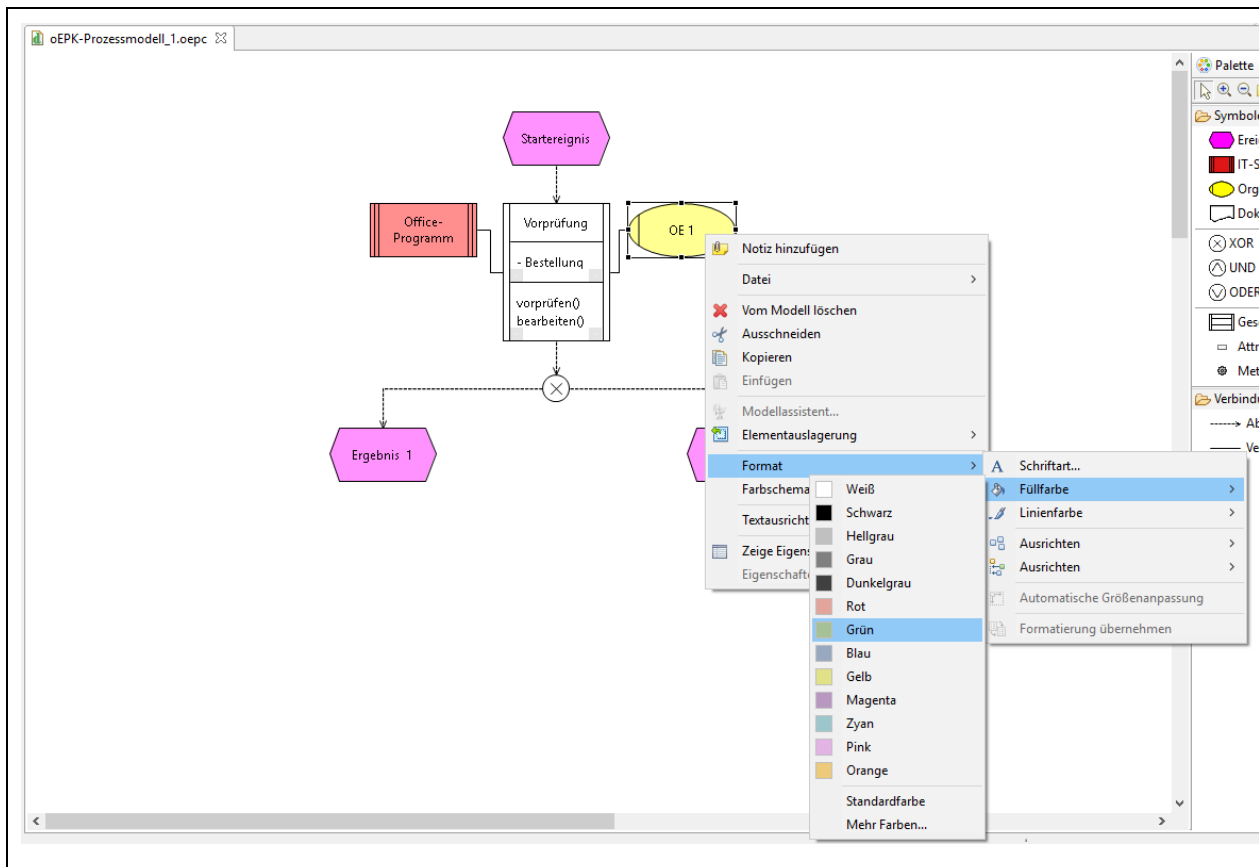 oEPK-Prozessmodell_1.oepc
Palette
Startereignis
Office-
Programm
Vorprüfung
- Bestellung
vorprüfen()
bearbeiten()
OE 1
Ergebnis 1
Notiz hinzufügen
Datei
Vom Modell löschen
Ausschneiden
Kopieren
Einfügen
Modellassistent...
Elementauslagerung
Format
Farbschema
Textausricht
Zeige Eigens
Eigenschafte
Schriftart...
Füllfarbe
Linienfarbe
Ausrichten
Ausrichten
Automatische Größenanpassung
Formatierung übernehmen
Weiß
Schwarz
Hellgrau
Grau
Dunkelgrau
Rot
Grün
Blau
Gelb
Magenta
Zyan
Pink
Orange
Standardfarbe
Mehr Farben...
Symbole
Erei
IT-S
Org
Dok
XOR
UND
ODER
Ges
Attr
Met
Verbindu
Ab
Ve